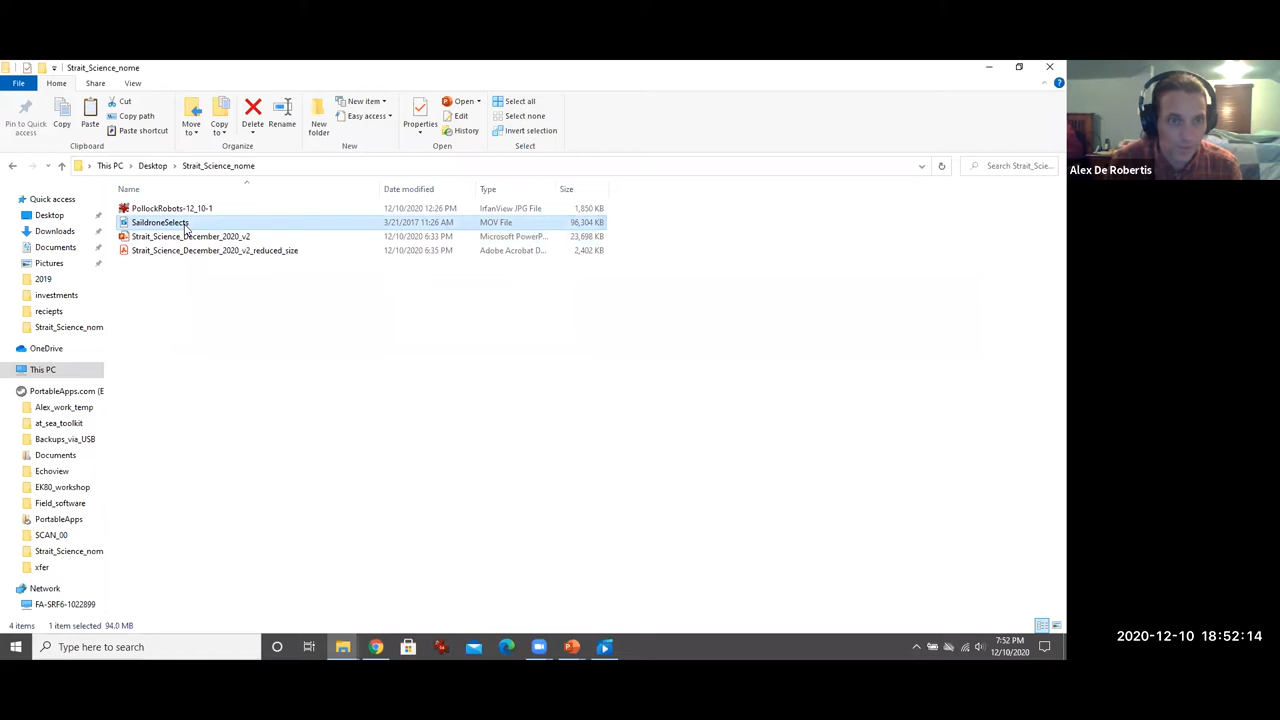 Strait_Science_nome
File
Home
Share
View
Pin to Quick access
Copy
Paste
Cut
Copy path
Paste shortcut
Move to
Copy to
Delete
Rename
New folder
New item
Easy access
Properties
Open
Edit
History
Select all
Select none
Invert selection
Clipboard
Organize
New
Open
Select
This PC
Desktop
Strait_Science_nome
Search Strait_Scie...
Name
Date modified
Type
Size
PollockRobots-12_10-1
12/10/2020 12:26 PM
IrfanView JPG File
1,850 KB
SaildroneSelects
3/21/2017 11:26 AM
MOV File
96,304 KB
Strait_Science_December_2020_v2
12/10/2020 6:33 PM
Microsoft PowerP...
23,698 KB
Strait_Science_December_2020_v2_reduced_size
12/10/2020 6:35 PM
Adobe Acrobat D...
2,402 KB
Quick access
Desktop
Downloads
Documents
Pictures
2019
investments
reciepts
Strait_Science_nom
OneDrive
This PC
PortableApps.com (E
Alex_work_temp
at_sea_toolkit
Backups_via_USB
Documents
Echoview
EK80_workshop
Field_software
PortableApps
SCAN_00
Strait_Science_nom
xfer
Network
FA-SRF6-1022899
4 items
1 item selected 94.0 MB
Type here to search
7:52 PM
12/10/2020
Alex De Robertis
2020-12-10 18:52:14